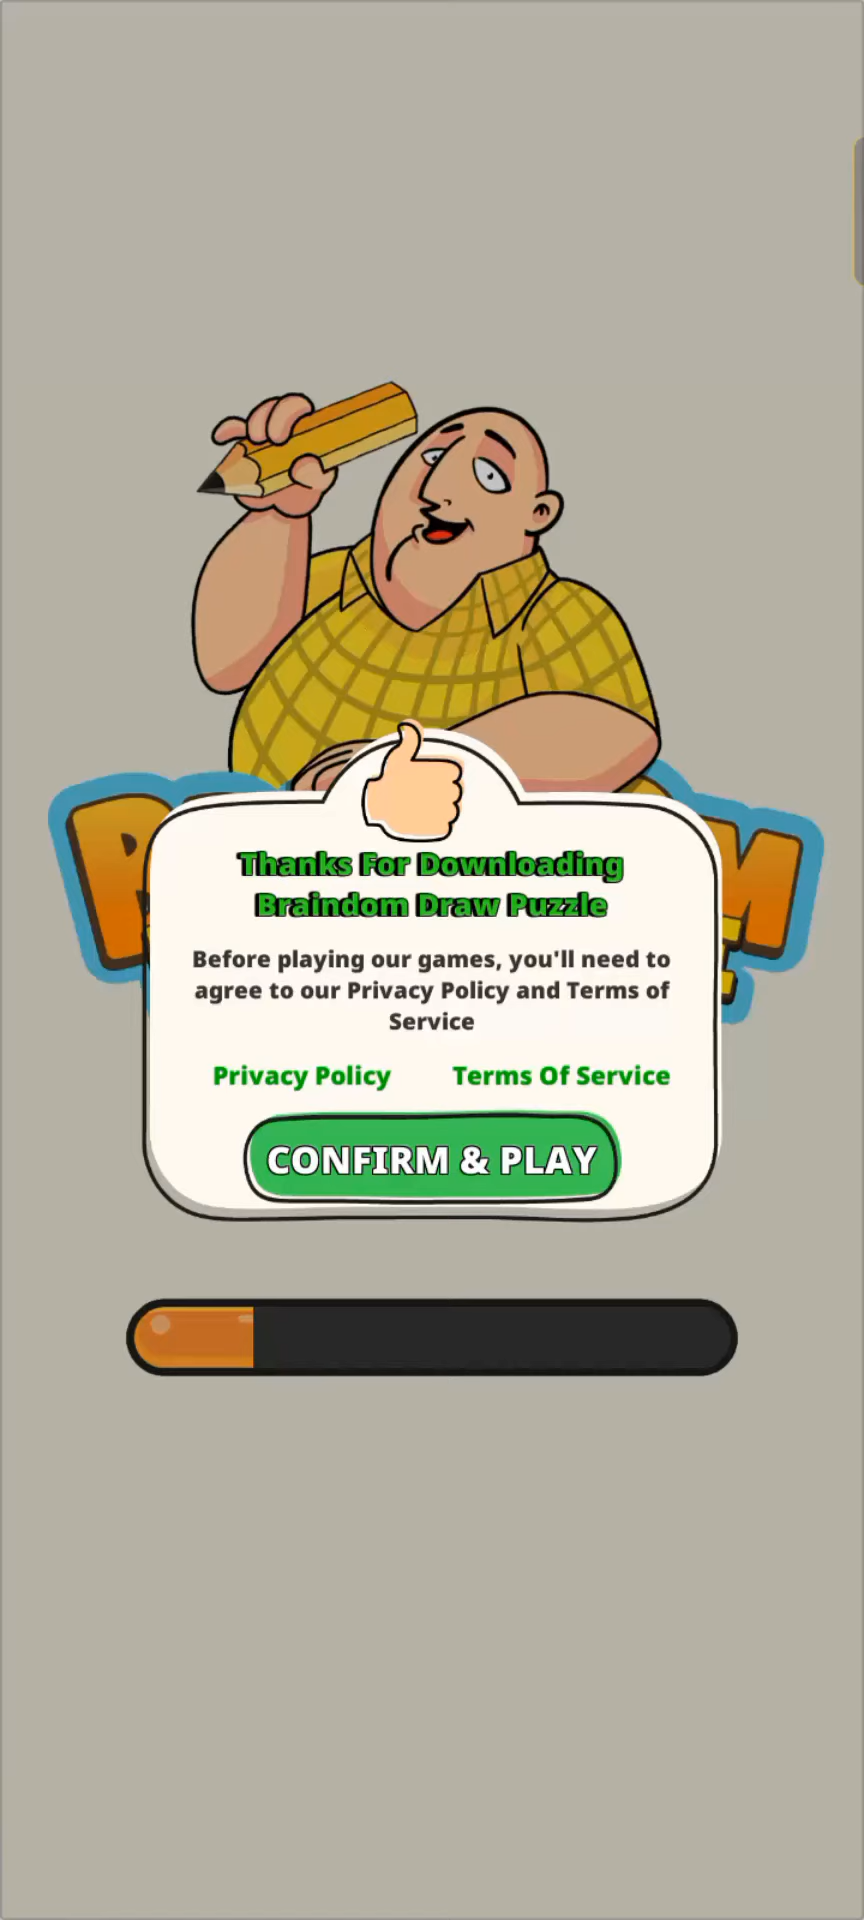 Thanks For Downloading
Braindom Draw Puzzle
Before playing our games, you'll need to
agree to our Privacy Policy and Terms of
Service
Privacy Policy
Terms Of Service
CONFIRM & PLAY